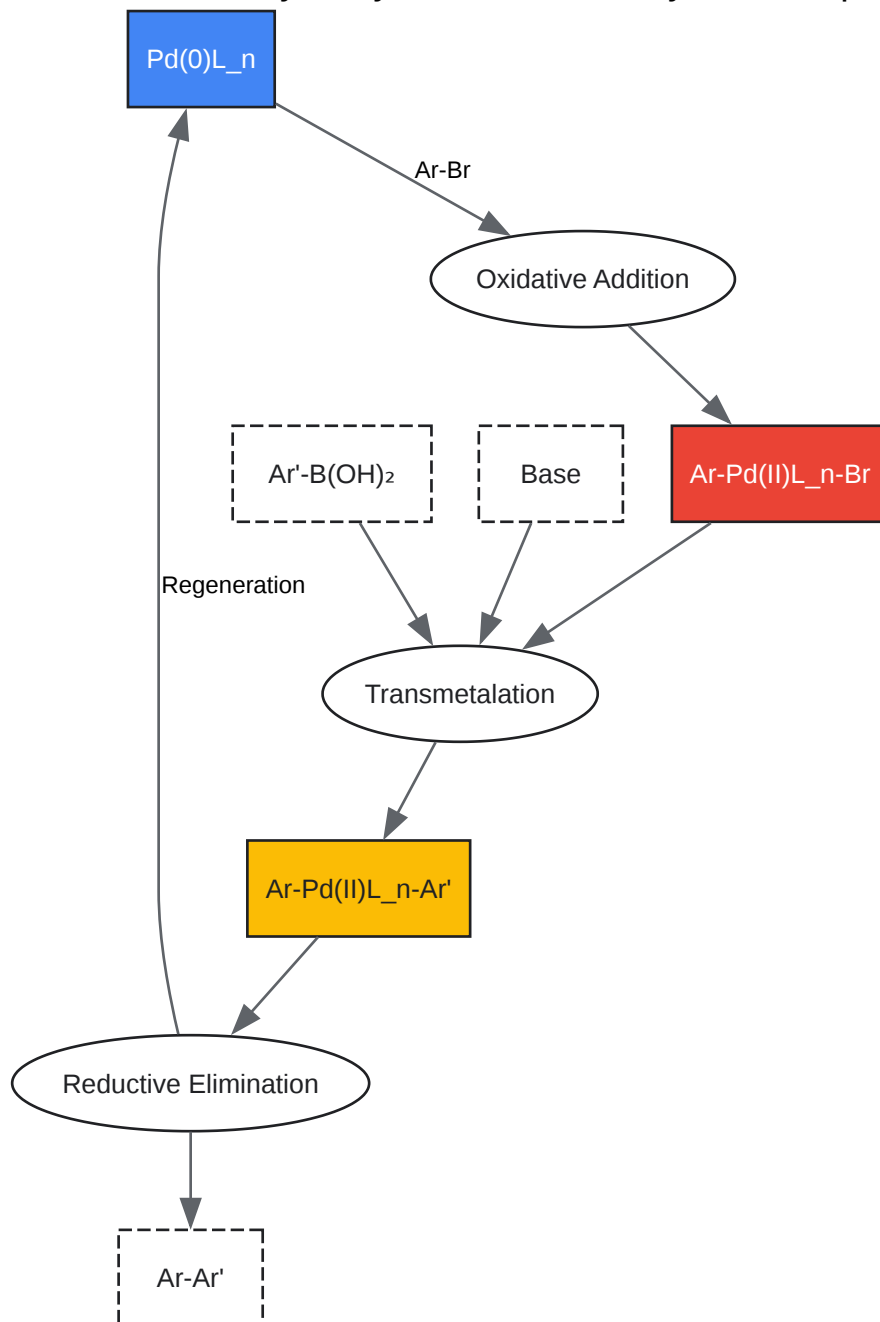 Pd(0)L_n
Ar-Br
Oxidative Addition
Ar'-B(OH)₂
Base
Ar-Pd(II)L_n-Br
Regeneration
Transmetalation
Ar-Pd(II)L_n-Ar'
Reductive Elimination
Ar-Ar'